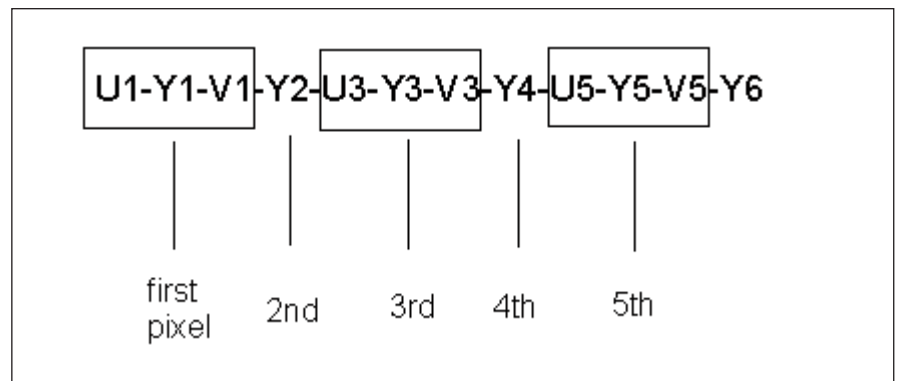 U1-Y1-V1-Y2-U3-Y3-V3-Y4-U5-Y5-V5-Y6
first pixel 2nd 3rd 4th 5th